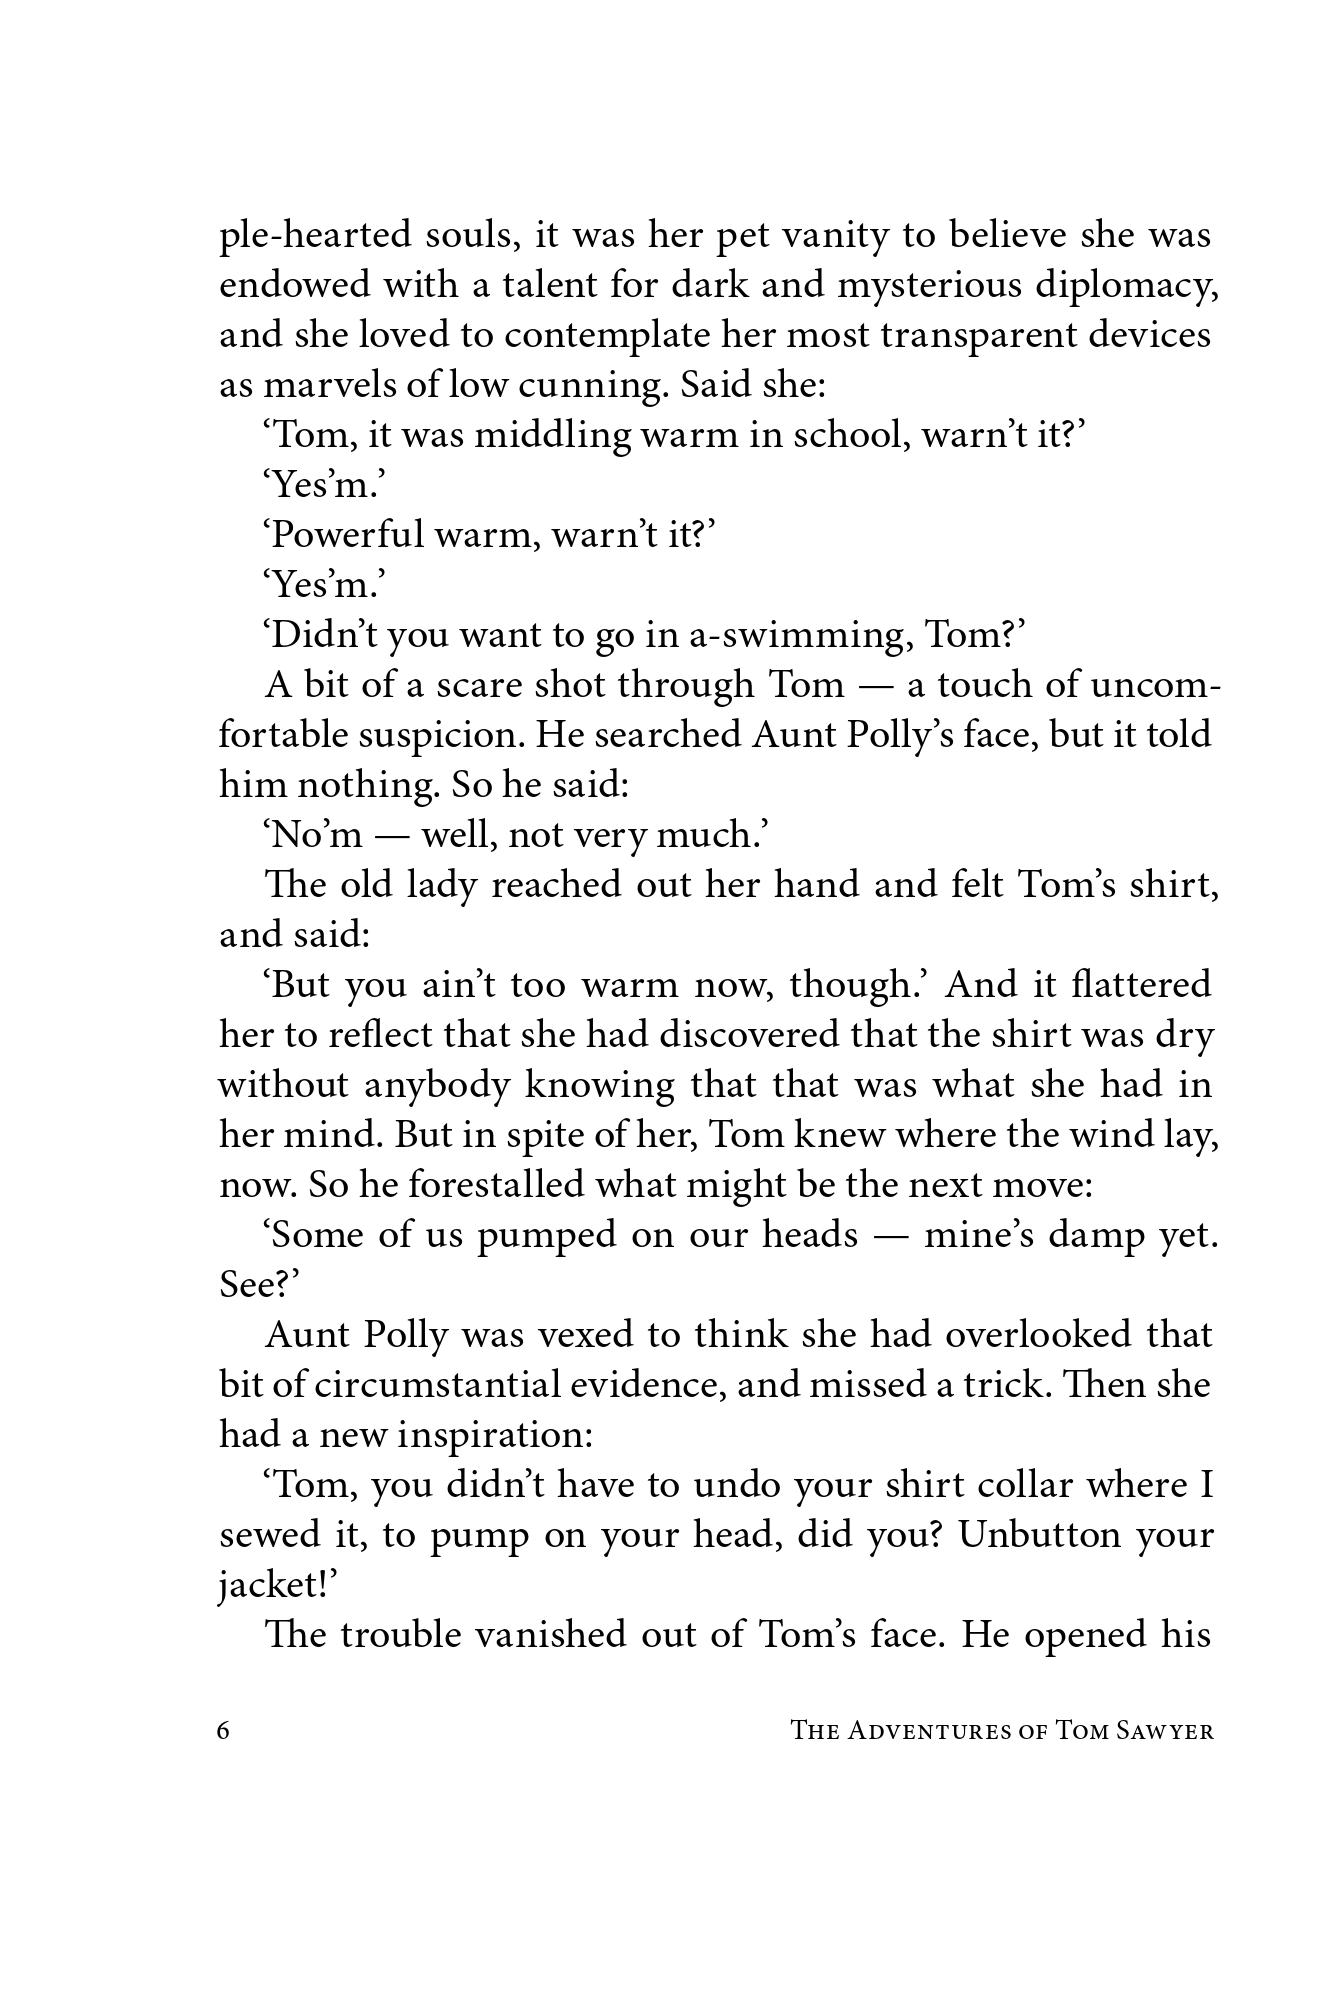 ple-hearted souls, it was her pet vanity to believe she was
endowed with a talent for dark and mysterious diplomacy,
and she loved to contemplate her most transparent devices
as marvels of low cunning. Said she:
‘Tom, it was middling warm in school, warn’t it?’
‘Yes’m.’
‘Powerful warm, warn’t it?’
‘Yes’m.’
‘Didn’t you want to go in a-swimming, Tom?’
A bit of a scare shot through Tom — a touch of uncom-
fortable suspicion. He searched Aunt Polly’s face, but it told
him nothing. So he said:
‘No’m — well, not very much.’
The old lady reached out her hand and felt Tom’s shirt,
and said:
‘But you ain’t too warm now, though.’ And it flattered
her to reflect that she had discovered that the shirt was dry
without anybody knowing that that was what she had in
her mind. But in spite of her, Tom knew where the wind lay,
now. So he forestalled what might be the next move:
‘Some of us pumped on our heads — mine’s damp yet.
See?’
Aunt Polly was vexed to think she had overlooked that
bit of circumstantial evidence, and missed a trick. Then she
had a new inspiration:
‘Tom, you didn’t have to undo your shirt collar where I
sewed it, to pump on your head, did you? Unbutton your
jacket!’
The trouble vanished out of Tom’s face. He opened his
6 The Adventures of Tom Sawyer